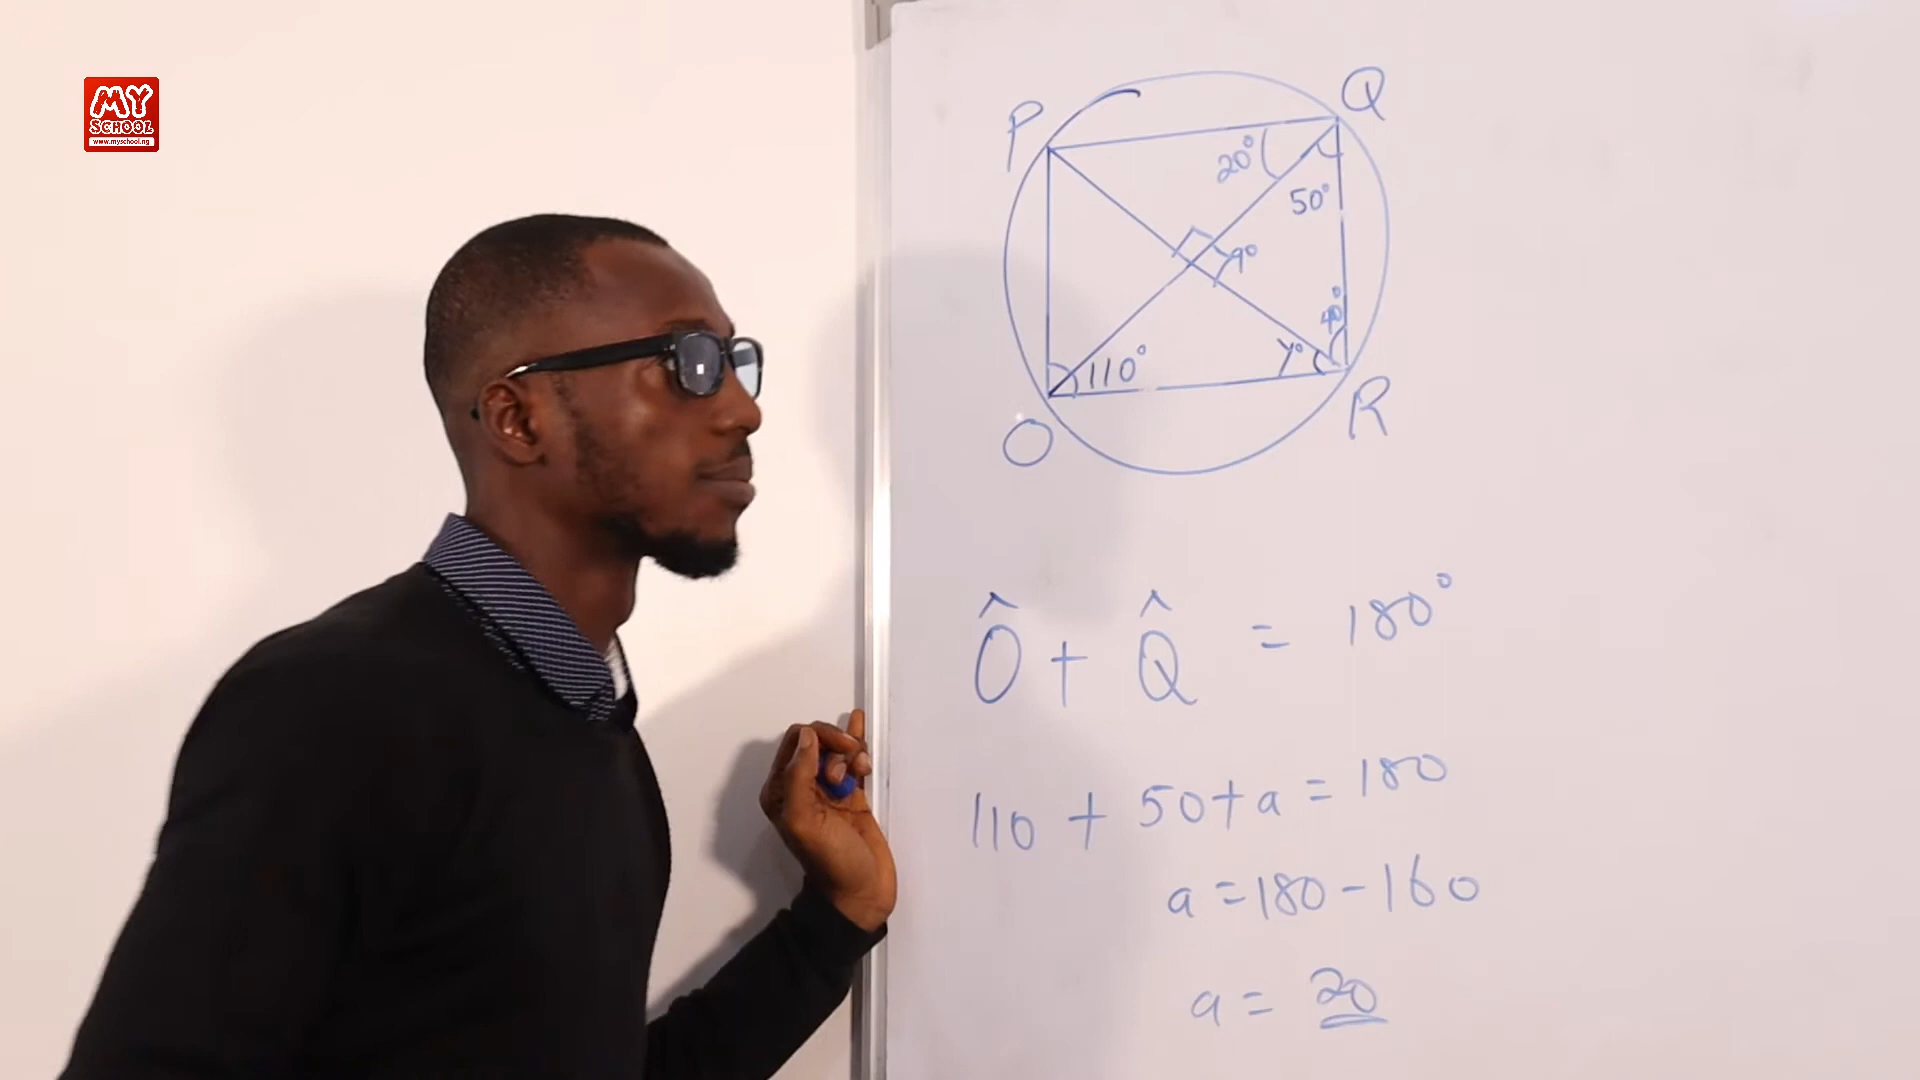 MY
SCHOOL
www.myschool.ng
P
Q
20°
50°
90
40°
110°
y°
O
R
Ô + Q̂ = 180°
110 + 50 + a = 180
a = 180 - 160
a = 20